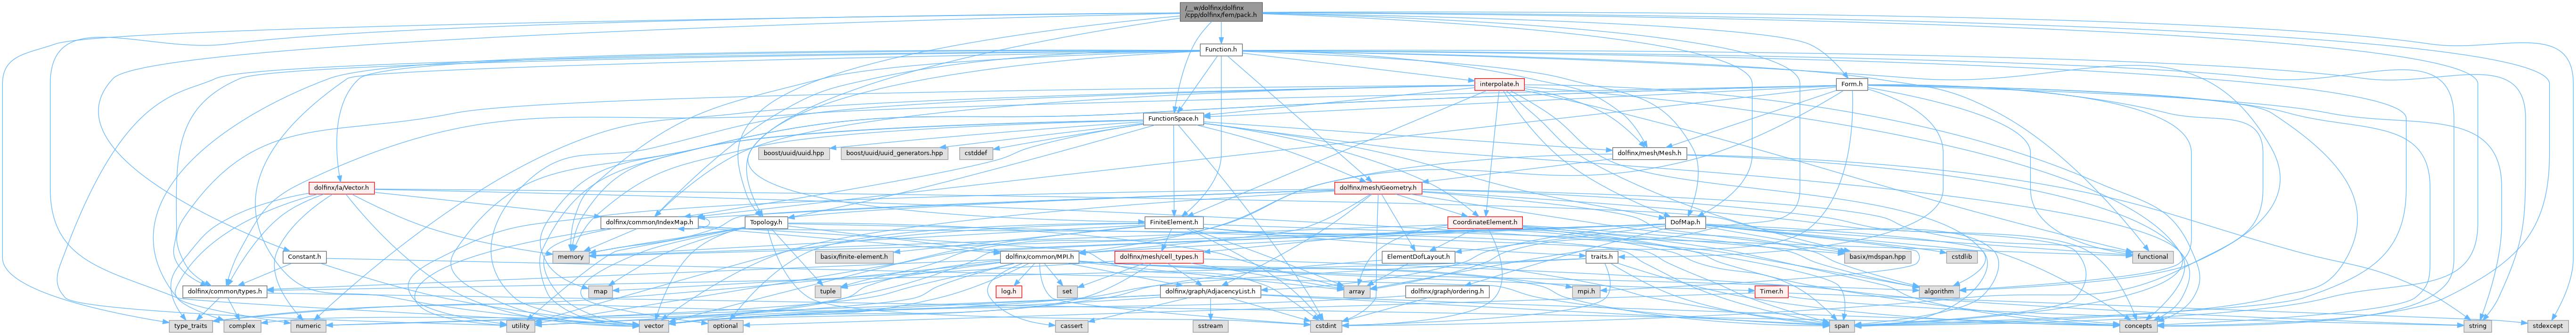 /__w/dolfinx/dolfinx
/cpp/dolfinx/fem/pack.h
Function.h
interpolate.h
Form.h
FunctionSpace.h
boost/uuid/uuid.hpp
boost/uuid/uuid_generators.hpp
cstddef
dolfinx/mesh/Mesh.h
dolfinx/la/Vector.h
dolfinx/mesh/Geometry.h
dolfinx/common/IndexMap.h
Topology.h
FiniteElement.h
CoordinateElement.h
DofMap.h
Constant.h
memory
basix/finite-element.h
dolfinx/common/MPI.h
dolfinx/mesh/cell_types.h
ElementDofLayout.h
traits.h
basix/mdspan.hpp
cstdlib
functional
dolfinx/common/types.h
map
tuple
log.h
set
dolfinx/graph/AdjacencyList.h
array
dolfinx/graph/ordering.h
mpi.h
Timer.h
algorithm
type_traits
complex
numeric
utility
vector
optional
cassert
sstream
cstdint
span
concepts
string
stdexcept